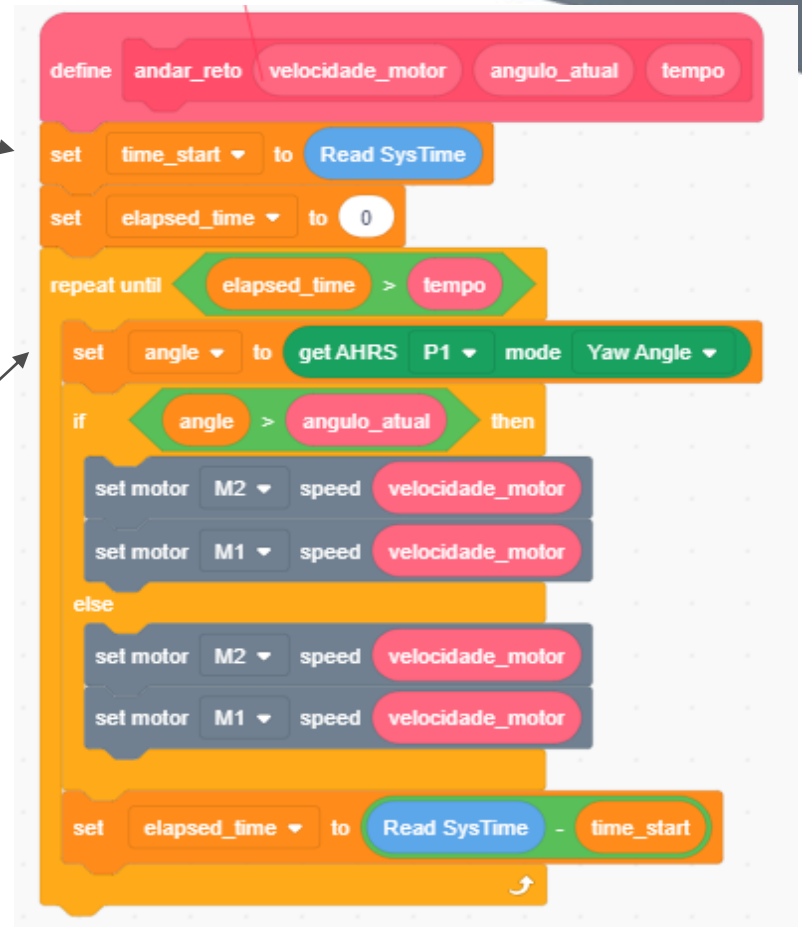 define andar_reto velocidade_motor angulo_atual tempo
set time_start to Read SysTime
set elapsed_time to 0
repeat until elapsed_time > tempo
set angle to get AHRS P1 mode Yaw Angle
if angle > angulo_atual then
set motor M2 speed velocidade_motor
set motor M1 speed velocidade_motor
else
set motor M2 speed velocidade_motor
set motor M1 speed velocidade_motor
set elapsed_time to Read SysTime - time_start